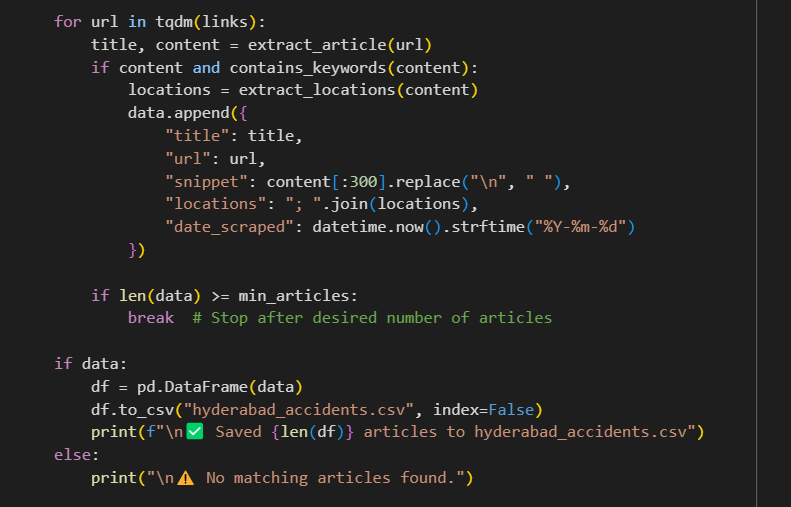 for url in tqdm(links):
    title, content = extract_article(url)
    if content and contains_keywords(content):
        locations = extract_locations(content)
        data.append({
            "title": title,
            "url": url,
            "snippet": content[:300].replace("\n", " "),
            "locations": "; ".join(locations),
            "date_scraped": datetime.now().strftime("%Y-%m-%d")
        })

    if len(data) >= min_articles:
        break  # Stop after desired number of articles

if data:
    df = pd.DataFrame(data)
    df.to_csv("hyderabad_accidents.csv", index=False)
    print(f"\n✅ Saved {len(df)} articles to hyderabad_accidents.csv")
else:
    print("\n⚠️ No matching articles found.")